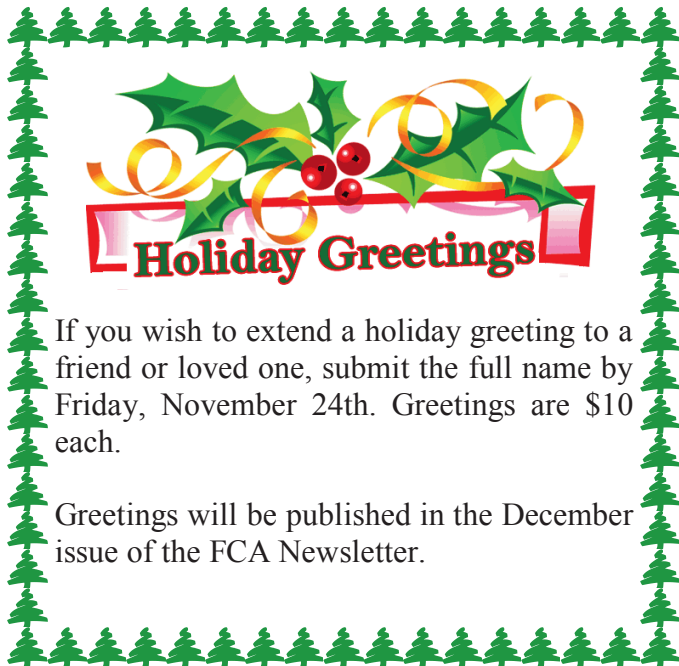 Holiday Greetings
If you wish to extend a holiday greeting to a
friend or loved one, submit the full name by
Friday, November 24th. Greetings are $10
each.
Greetings will be published in the December
issue of the FCA Newsletter.